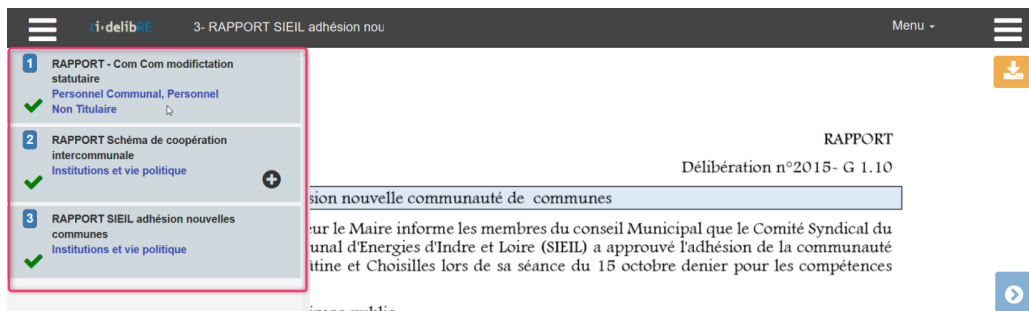 i·delibRE 3- RAPPORT SIEIL adhésion nou Menu
1 RAPPORT - Com Com modifictation
statutaire
Personnel Communal, Personnel
Non Titulaire
2 RAPPORT Schéma de coopération
intercommunale
Institutions et vie politique
3 RAPPORT SIEIL adhésion nouvelles
communes
Institutions et vie politique
RAPPORT
Délibération n°2015- G 1.10
sion nouvelle communauté de communes
eur le Maire informe les membres du conseil Municipal que le Comité Syndical du
unal d'Energies d'Indre et Loire (SIEIL) a approuvé l'adhésion de la communauté
âtine et Choisilles lors de sa séance du 15 octobre denier pour les compétences